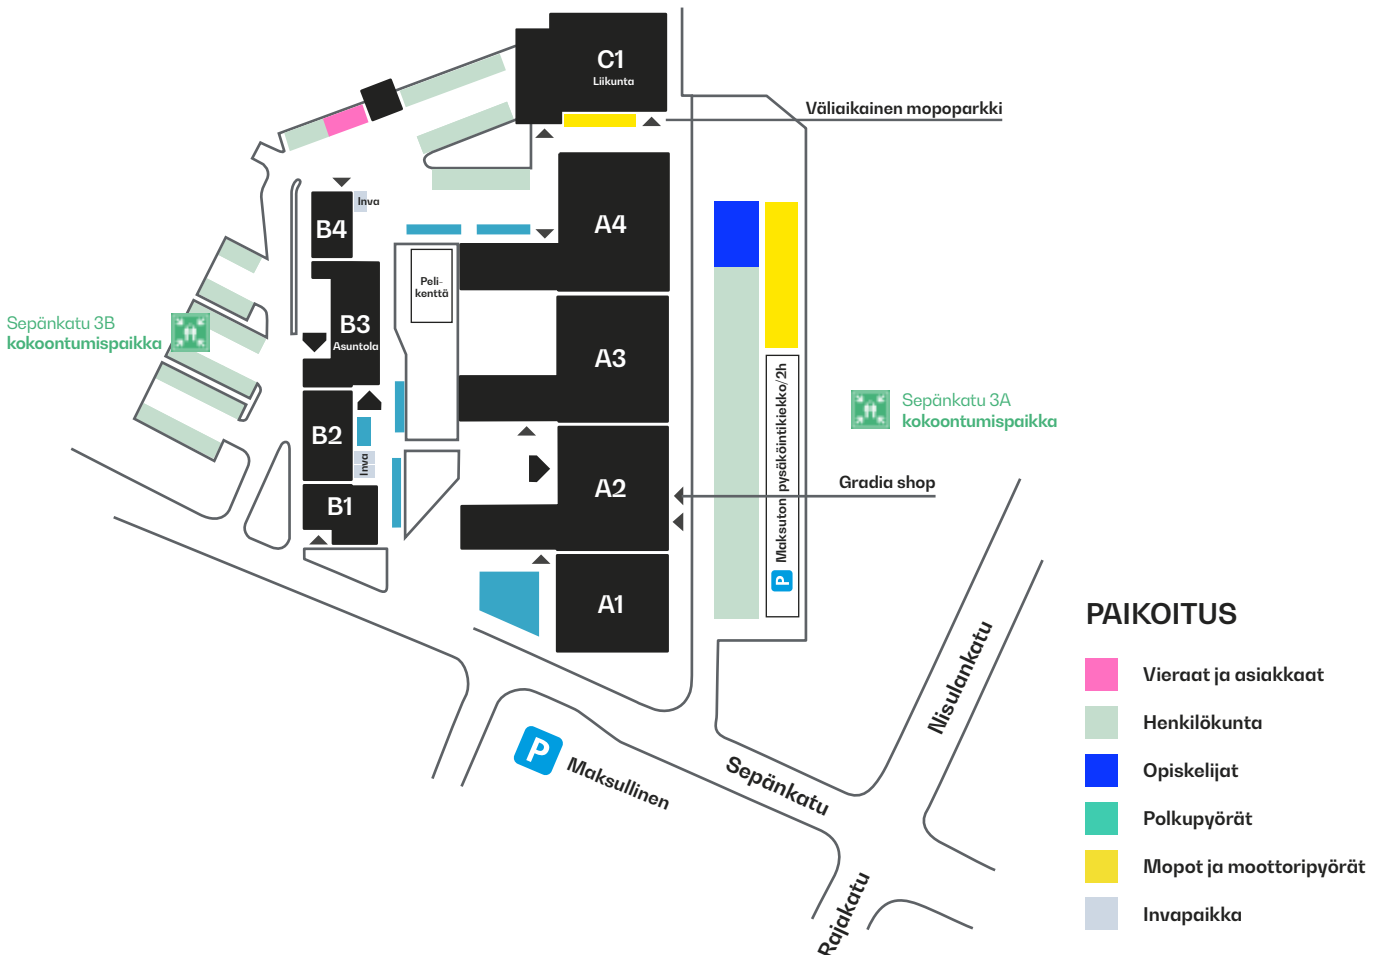 C1
Liikunta
Väliaikainen mopoparkki
Inva
B4
A4
Peli-
kenttä
Sepänkatu 3B
kokoontumispaikka
B3
Asuntola
A3
Maksuton pysäköintikiekko/2h
P
Sepänkatu 3A
kokoontumispaikka
B2
Inva
A2
Gradia shop
B1
A1
PAIKOITUS
Vieraat ja asiakkaat
Henkilökunta
Opiskelijat
Polkupyörät
Mopot ja moottoripyörät
Invapaikka
Nisulankatu
P
Maksullinen
Sepänkatu
Rajakatu